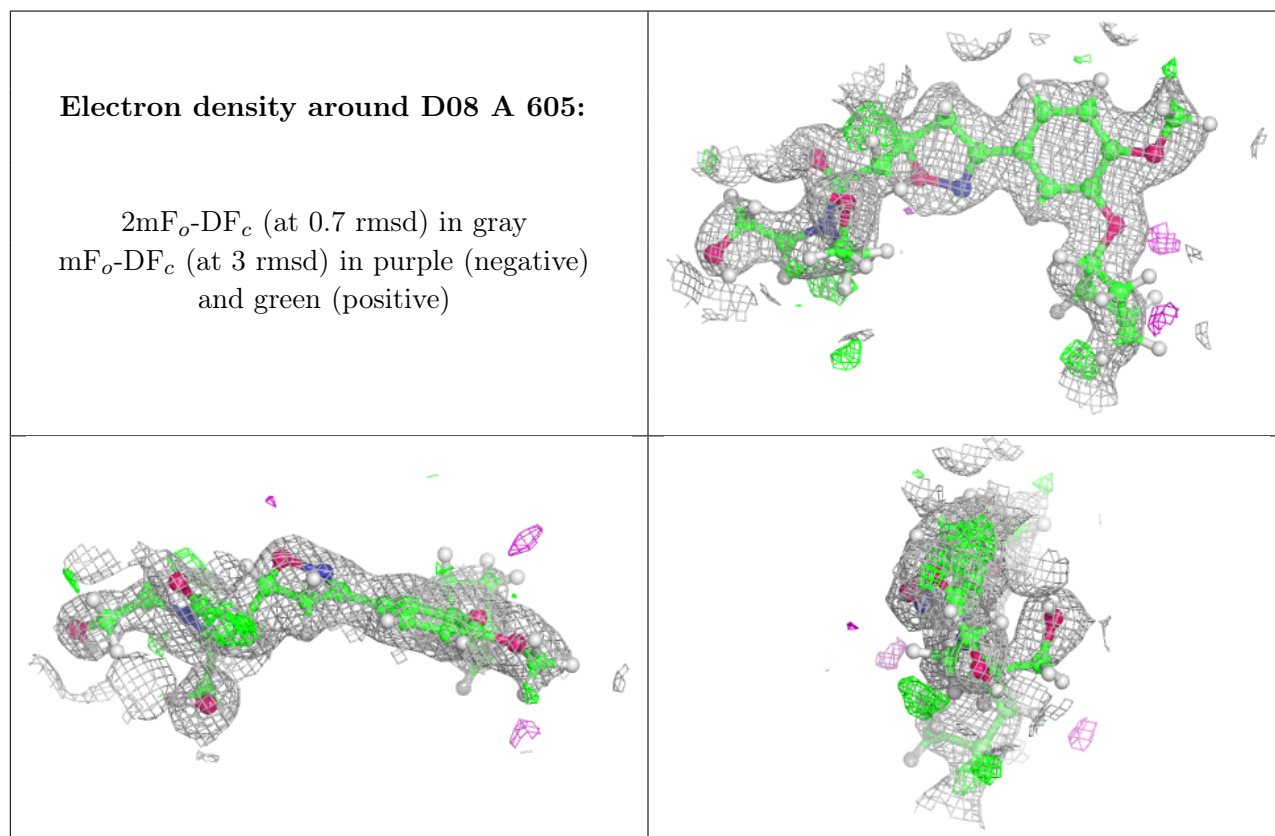 Electron density around D08 A 605:
2mFo-DFc (at 0.7 rmsd) in gray
mFo-DFc (at 3 rmsd) in purple (negative)
and green (positive)